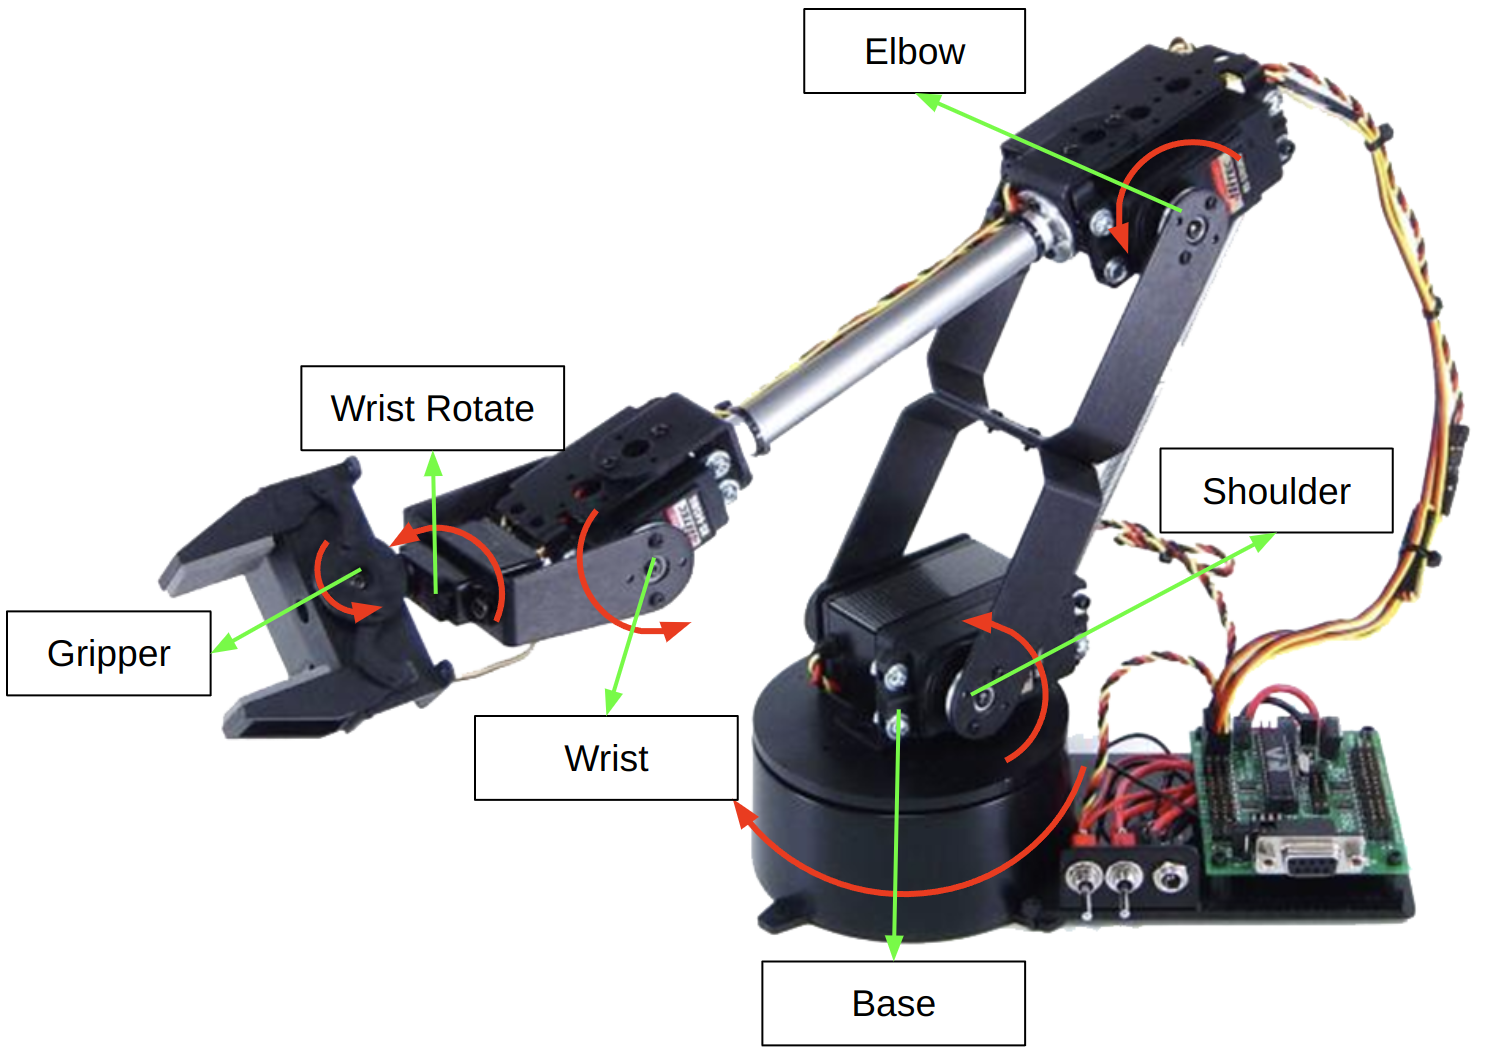 Elbow
Wrist Rotate
Shoulder
Gripper
Wrist
Base